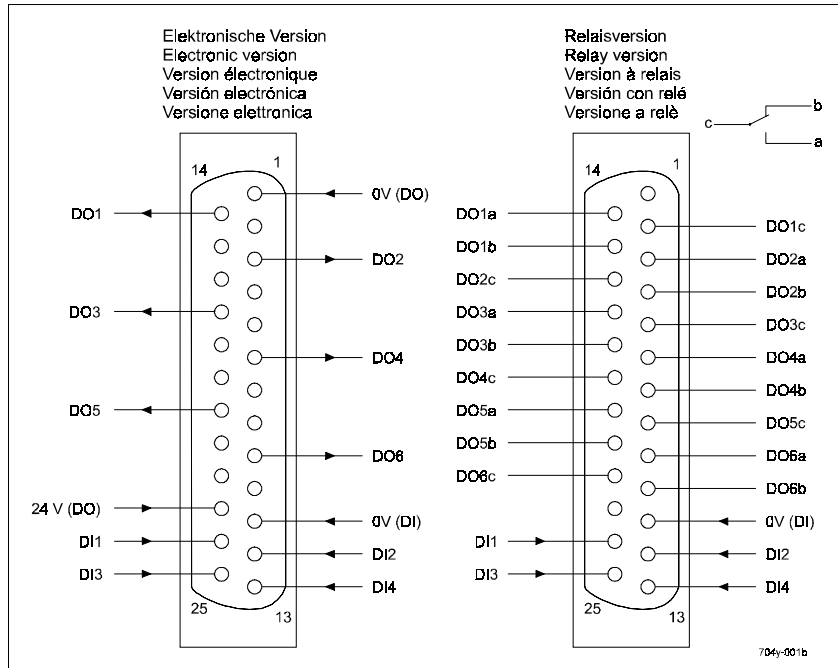 Elektronische Version
Electronic version
Version électronique
Versión electrónica
Versione elettronica
14
1
0V (DO)
DO1
DO2
DO3
DO4
DO5
DO6
24 V (DO)
0V (DI)
DI1
DI2
DI3
DI4
25
13
Relaisversion
Relay version
Version à relais
Versión con relé
Versione a relè
c
b
a
14
1
DO1a
DO1c
DO1b
DO2a
DO2c
DO2b
DO3a
DO3c
DO3b
DO4a
DO4c
DO4b
DO5a
DO5c
DO5b
DO6a
DO6c
DO6b
0V (DI)
DI1
DI2
DI3
DI4
25
13
704y-001b